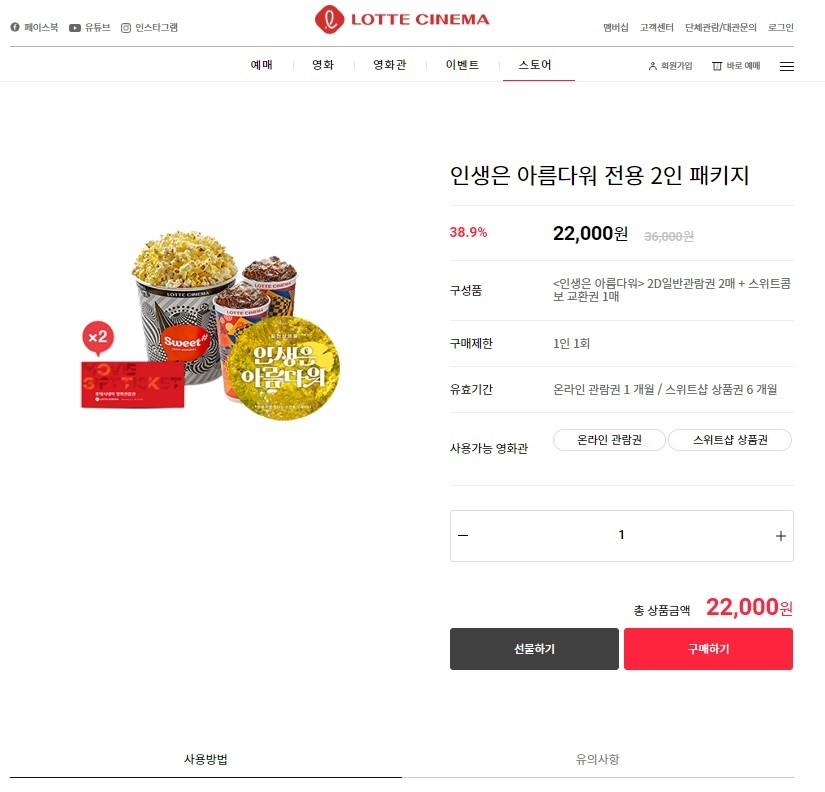 페이스북 유튜브 인스타그램
LOTTE CINEMA
멤버십 고객센터 단체관람/대관문의 로그인
예매 영화 영화관 이벤트 스토어
회원가입 바로 예매
인생은 아름다워 전용 2인 패키지
38.9% 22,000원 36,000원
구성품 <인생은 아름다워> 2D일반관람권 2매 + 스위트콤
보 교환권 1매
구매제한 1인 1회
유효기간 온라인 관람권 1 개월 / 스위트샵 상품권 6 개월
사용가능 영화관 온라인 관람권 스위트샵 상품권
LOTTE CINEMA
LOTTE CINEMA
LOTTE CINEMA
Sweet
×2
MOVIE
GIFT TICKET
LOTTE CINEMA
인생은
아름다워
1
총 상품금액 22,000원
선물하기 구매하기
사용방법 유의사항